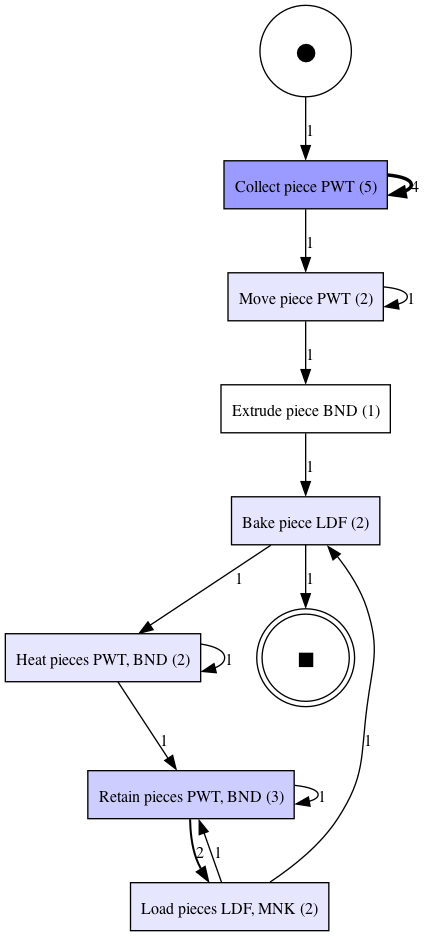 1
Collect piece PWT (5)
4
1
Move piece PWT (2)
1
1
Extrude piece BND (1)
1
Bake piece LDF (2)
1
1
Heat pieces PWT, BND (2)
1
1
1
Retain pieces PWT, BND (3)
1
2
1
Load pieces LDF, MNK (2)